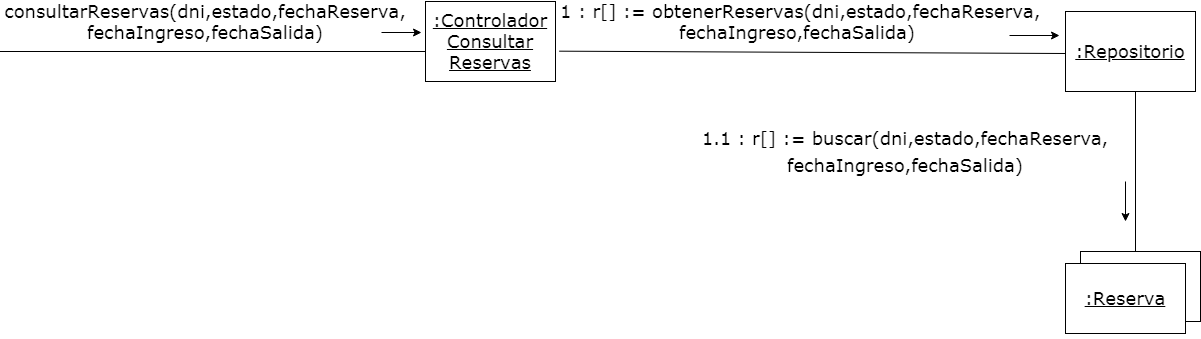 consultarReservas(dni,estado,fechaReserva,
fechaIngreso,fechaSalida)
:Controlador
Consultar
Reservas
1 : r[] := obtenerReservas(dni,estado,fechaReserva,
fechaIngreso,fechaSalida)
:Repositorio
1.1 : r[] := buscar(dni,estado,fechaReserva,
fechaIngreso,fechaSalida)
:Reserva